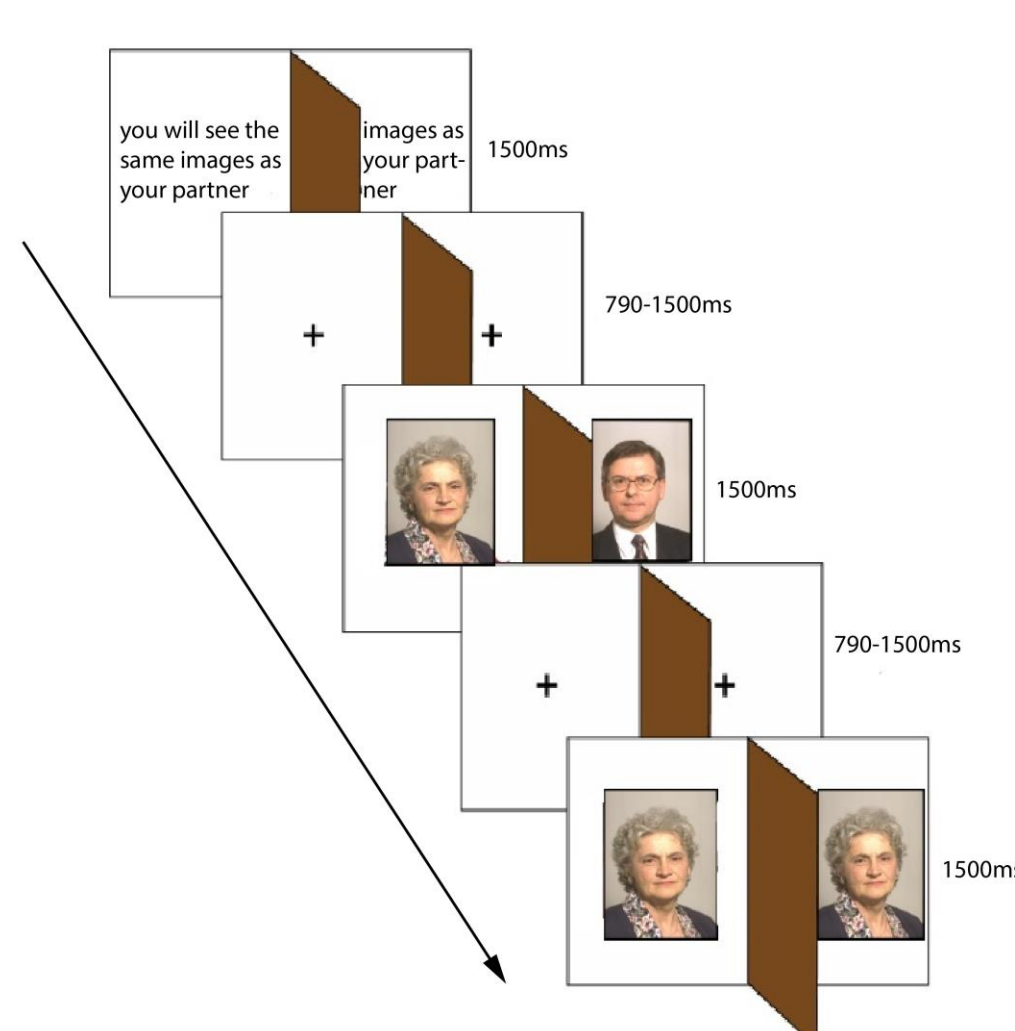 you will see the
same images as
your partner
images as
your part-
ner
1500ms
790-1500ms
+ +
1500ms
790-1500ms
+ +
1500ms